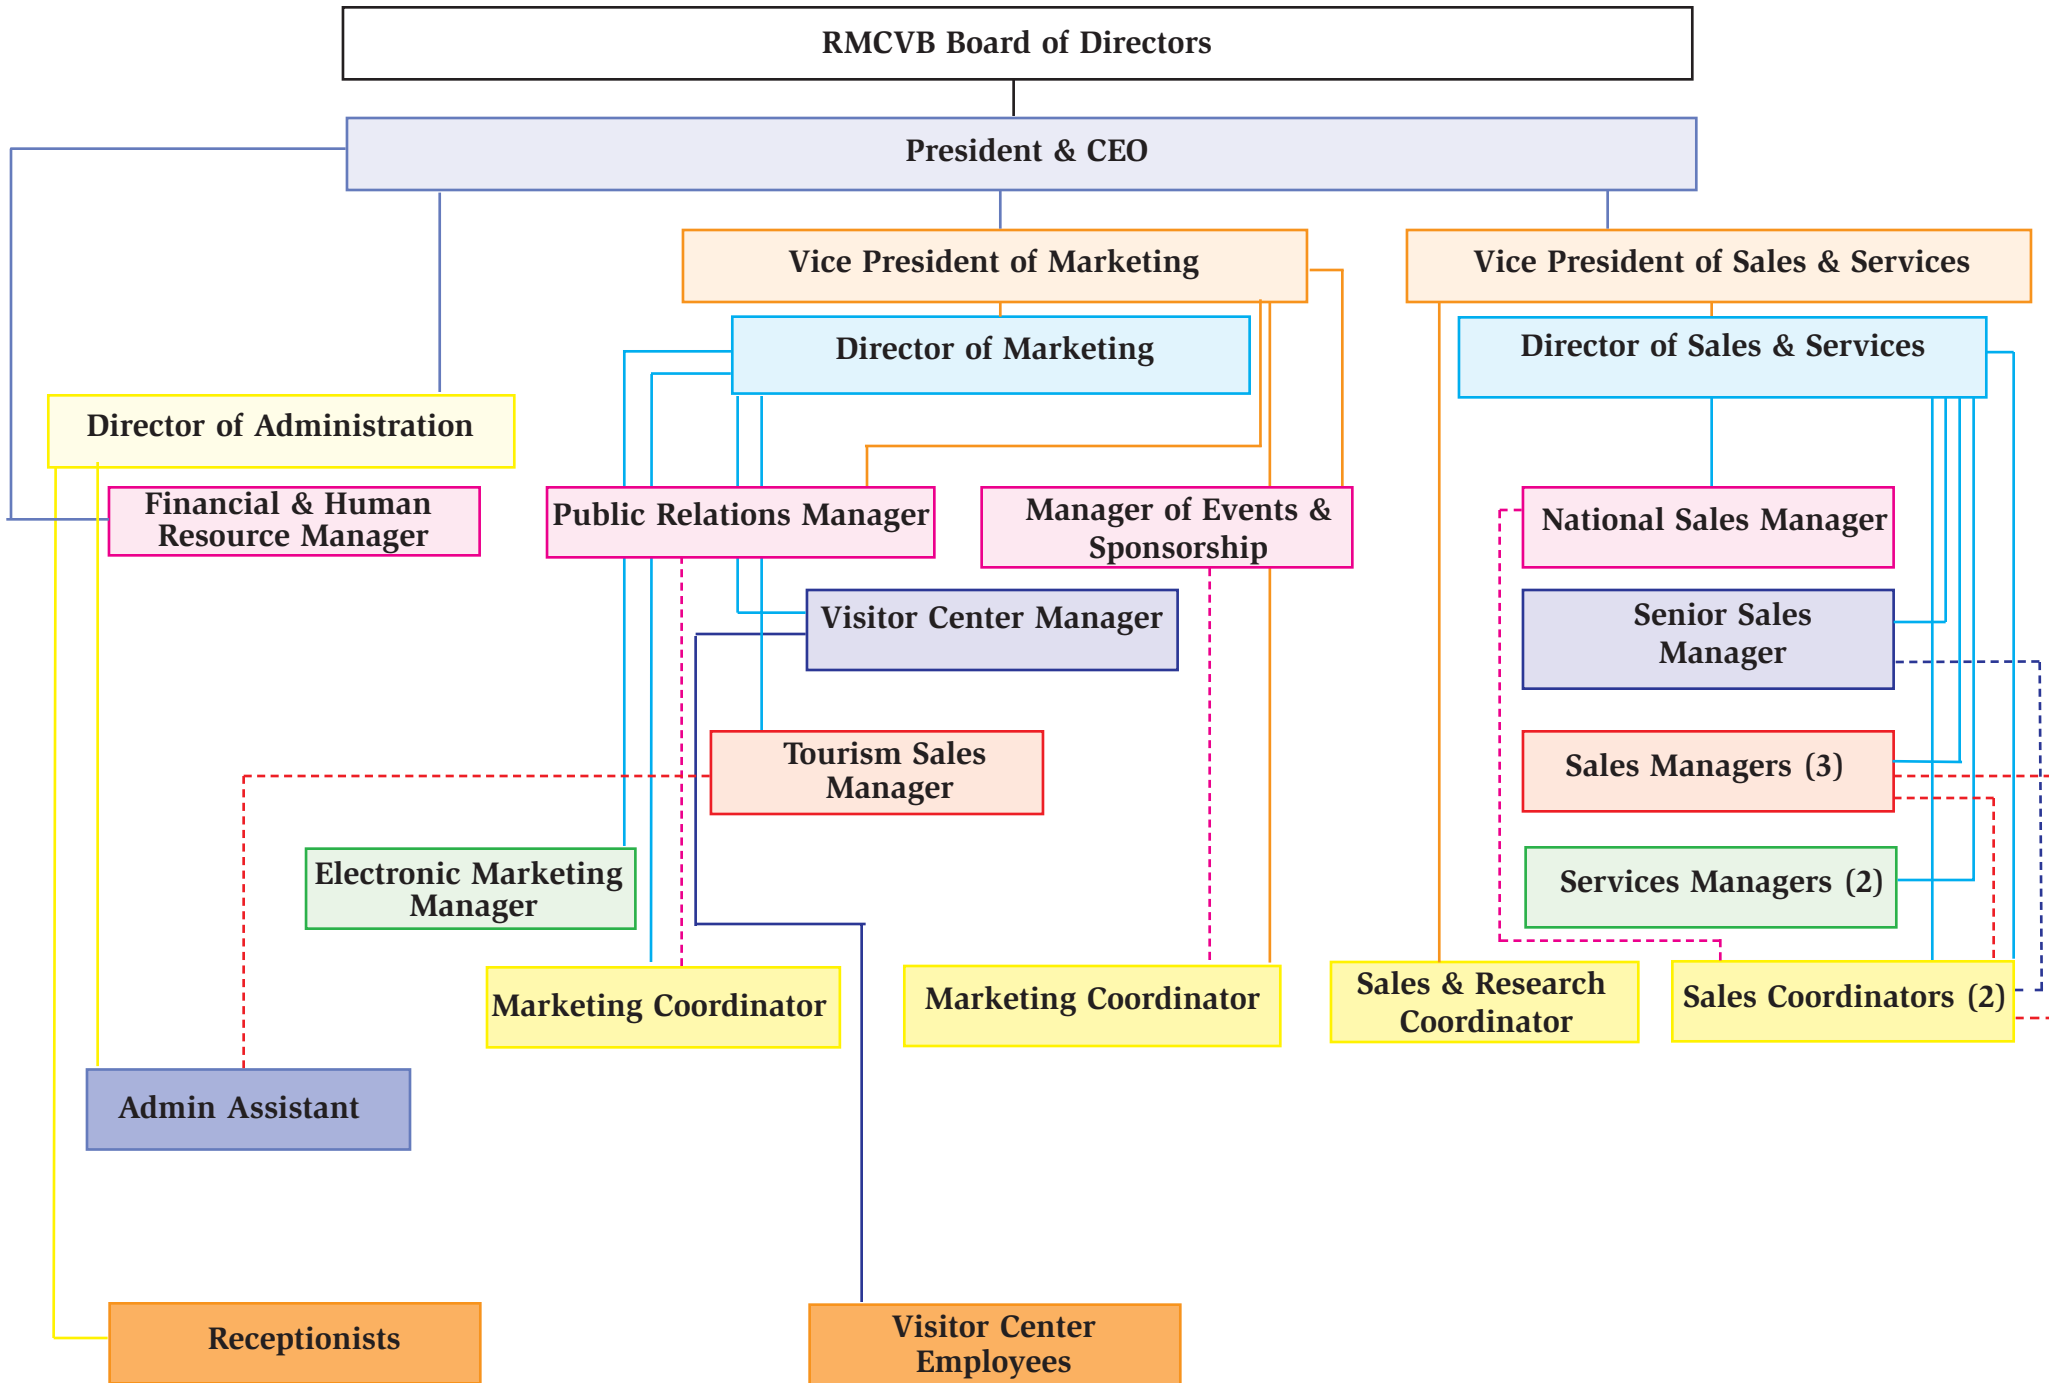 RMCVB Board of Directors
President & CEO
Vice President of Marketing
Vice President of Sales & Services
Director of Marketing
Director of Sales & Services
Director of Administration
Financial & Human
Resource Manager
Public Relations Manager
Manager of Events &
Sponsorship
National Sales Manager
Visitor Center Manager
Senior Sales
Manager
Tourism Sales
Manager
Sales Managers (3)
Electronic Marketing
Manager
Services Managers (2)
Marketing Coordinator
Marketing Coordinator
Sales & Research
Coordinator
Sales Coordinators (2)
Admin Assistant
Receptionists
Visitor Center
Employees